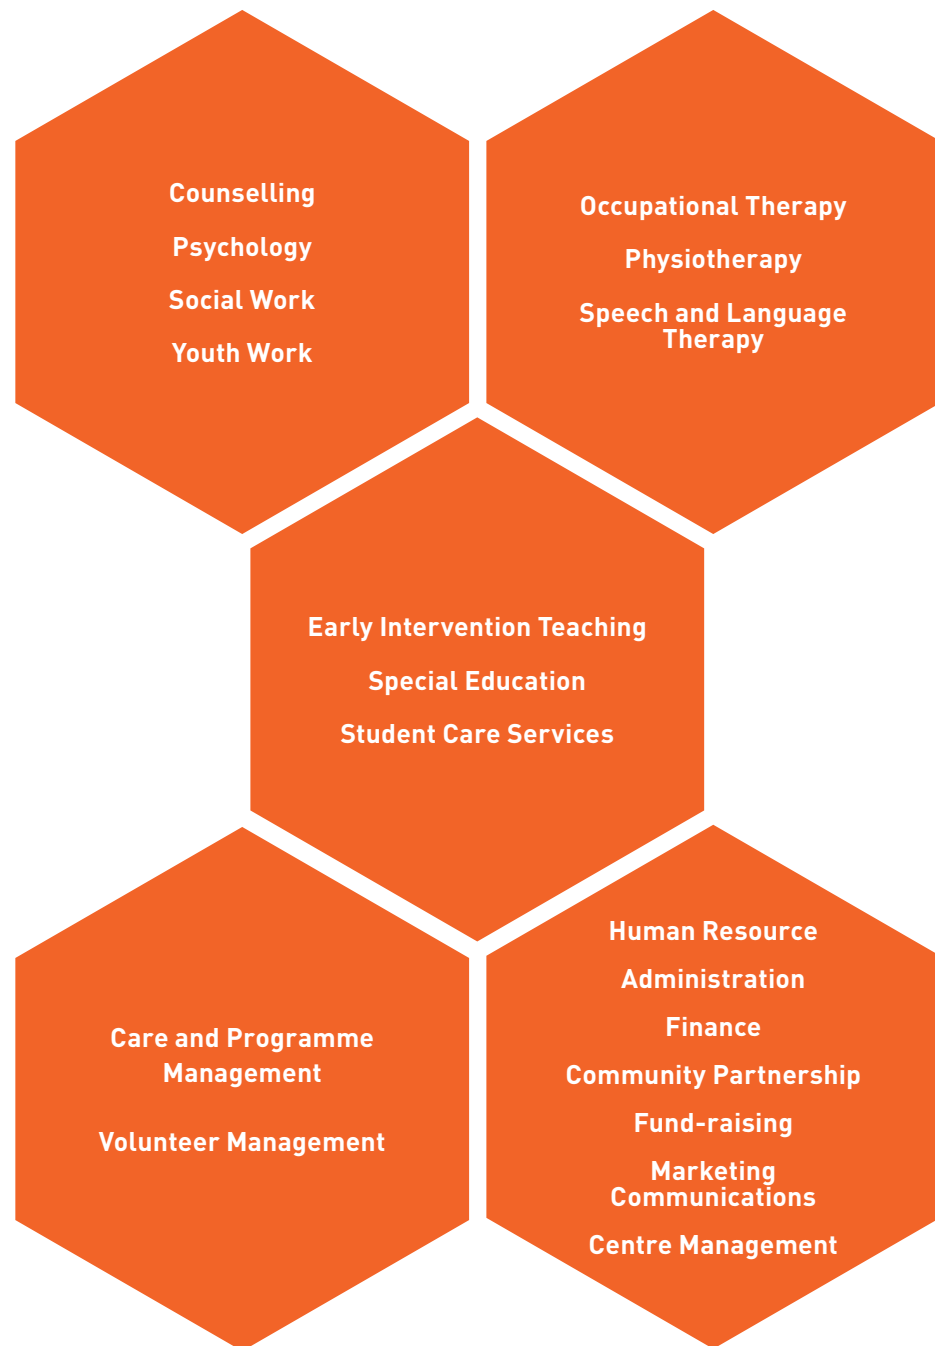 Counselling
Psychology
Social Work
Youth Work
Occupational Therapy
Physiotherapy
Speech and Language
Therapy
Early Intervention Teaching
Special Education
Student Care Services
Care and Programme
Management
Volunteer Management
Human Resource
Administration
Finance
Community Partnership
Fund-raising
Marketing
Communications
Centre Management